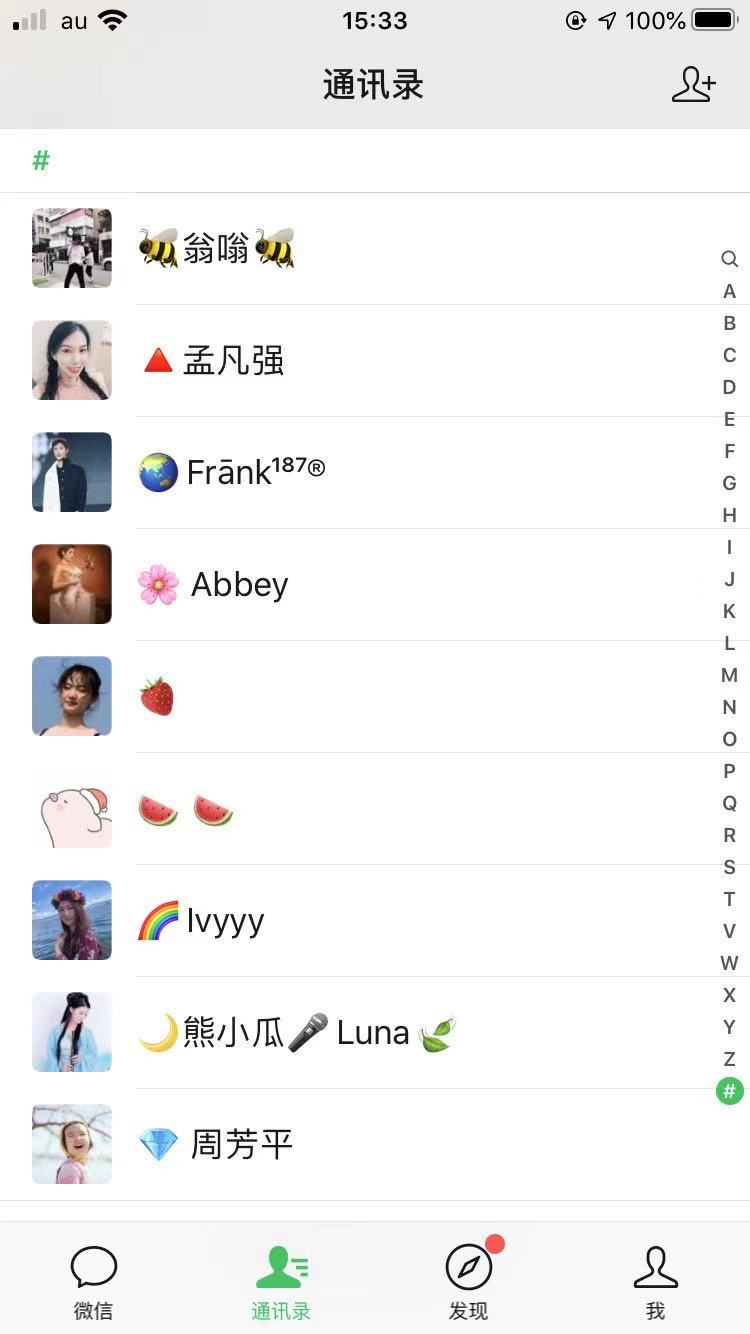 au 15:33 100%
通讯录
#
🐝翁嗡🐝
🔺孟凡强
🌏Frānk¹⁸⁷®
🌸 Abbey
🍓
🍉 🍉
🌈Ivyyy
🌙熊小瓜🎤 Luna🍃
💎 周芳平
A
B
C
D
E
F
G
H
I
J
K
L
M
N
O
P
Q
R
S
T
V
W
X
Y
Z
#
微信 通讯录 发现 我